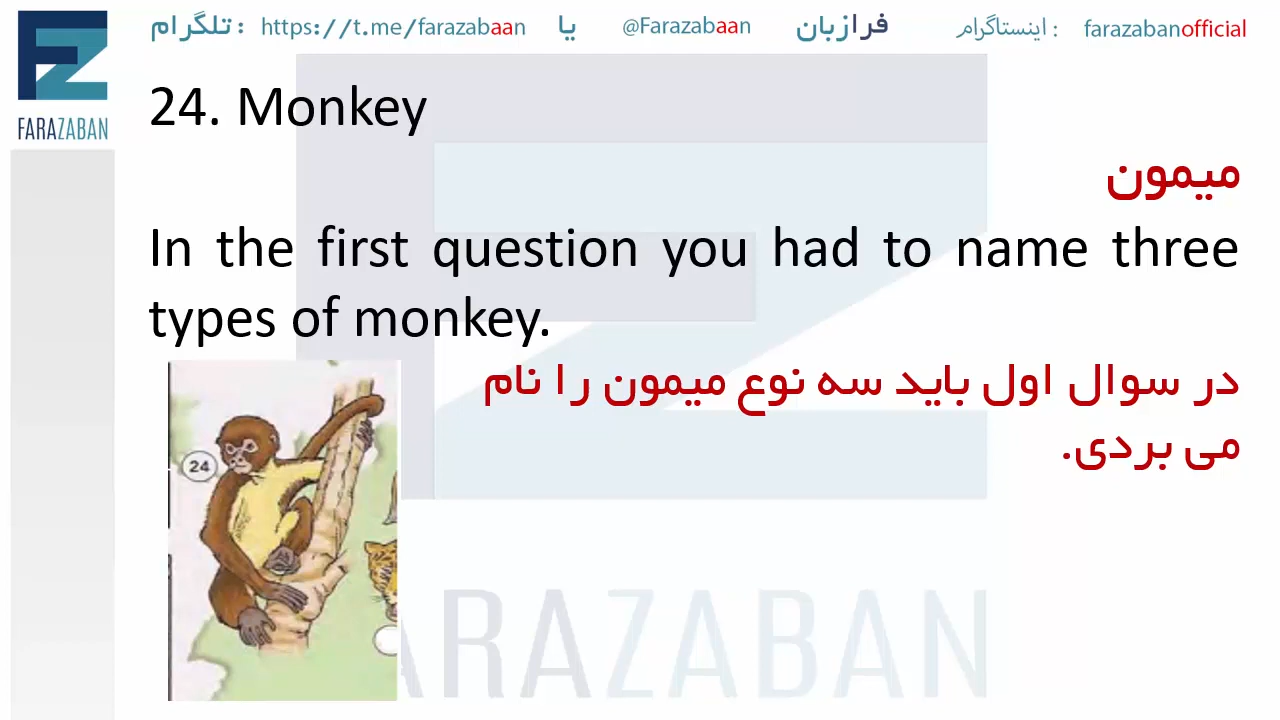 تلگرام : https://t.me/farazabaan یا @Farazabaan فرازبان اینستاگرام : farazabanofficial
FZ
FARAZABAN
24. Monkey
میمون
In the first question you had to name three
types of monkey.
در سوال اول باید سه نوع میمون را نام
می بردی.
24
FARAZABAN